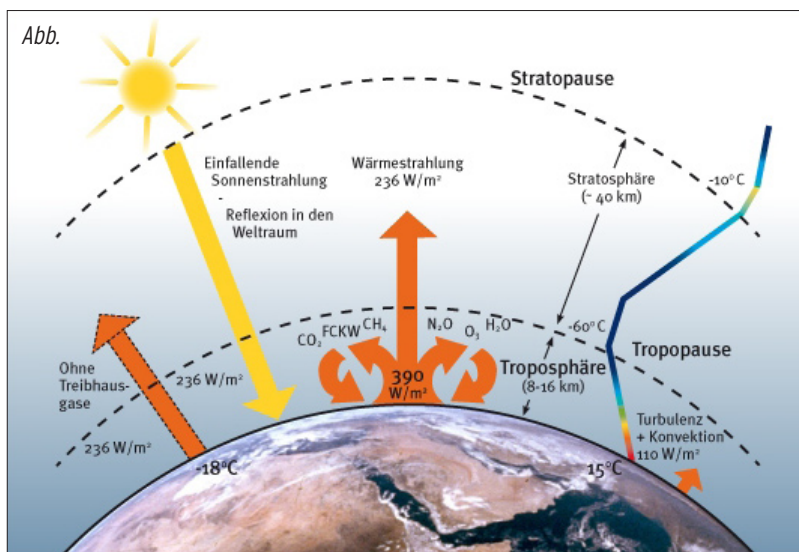 Abb.
Stratopause
Einfallende
Sonnenstrahlung
-
Reflexion in den
Weltraum
Wärmestrahlung
236 W/m²
Stratosphäre
(~ 40 km)
-10°C
CO₂
FCKW
CH₄
N₂O
O₃
H₂O
-60°C
Tropopause
Ohne
Treibhaus-
gase
236 W/m²
236 W/m²
390
W/m²
Troposphäre
(8-16 km)
Turbulenz
+ Konvektion
110 W/m²
-18°C
15°C